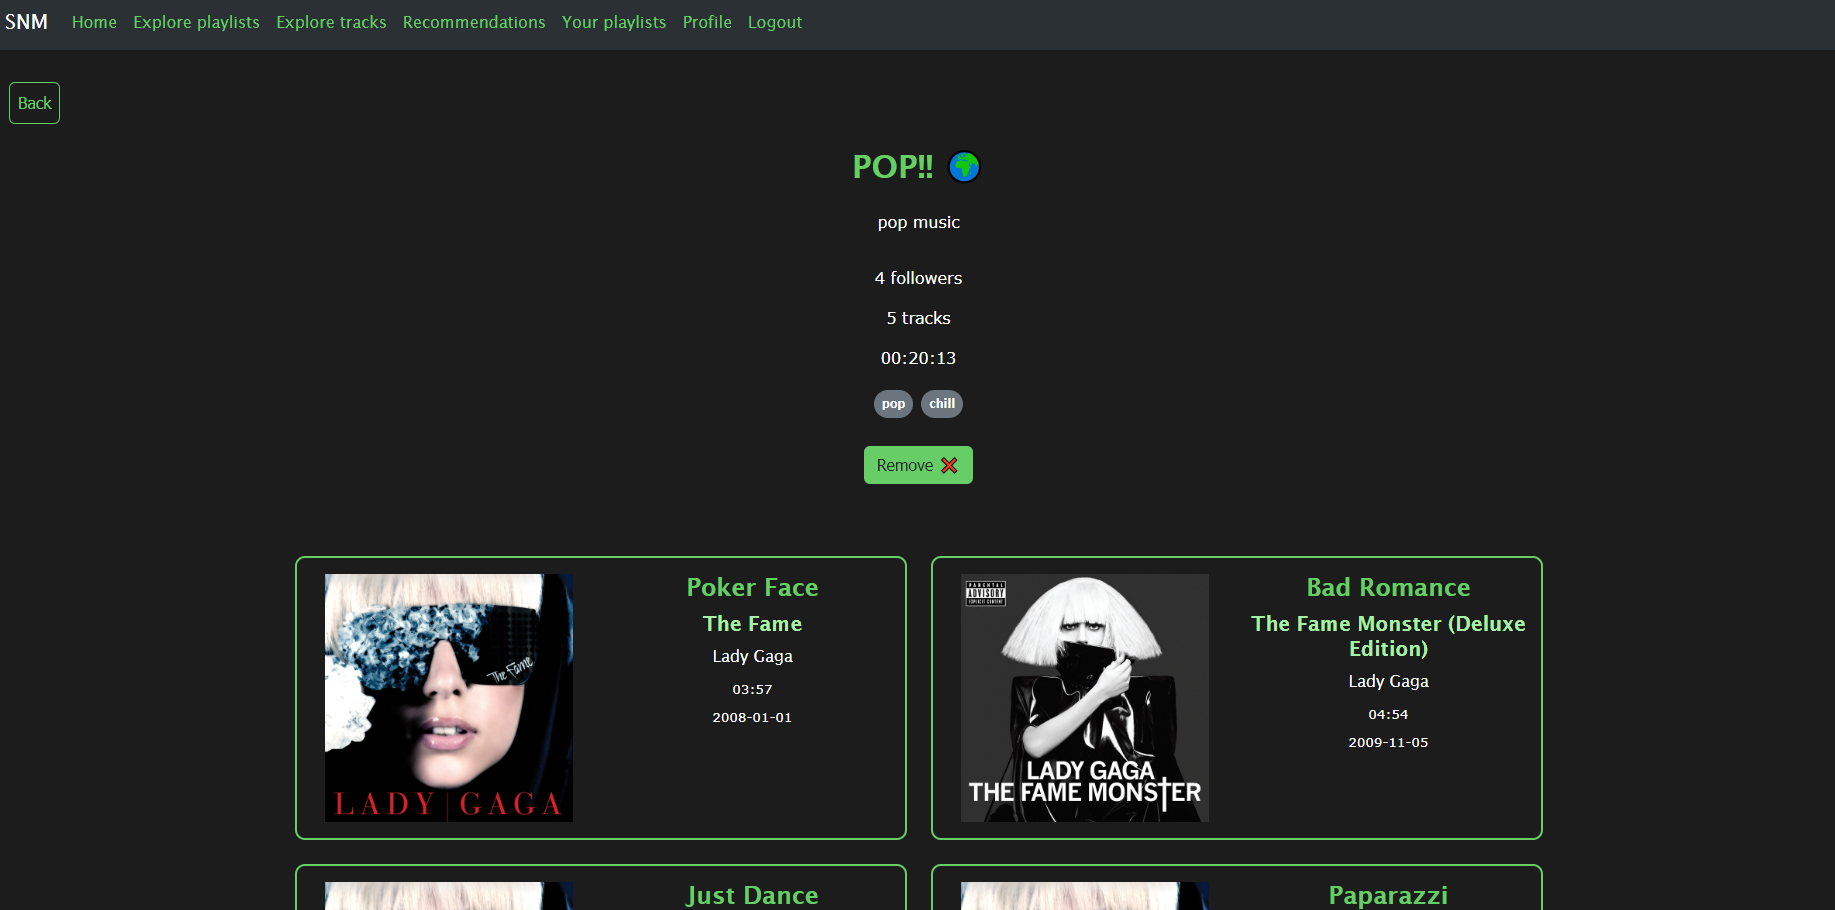 SNM Home Explore playlists Explore tracks Recommendations Your playlists Profile Logout
Back
POP!!
pop music
4 followers
5 tracks
00:20:13
pop chill
Remove
The Fame
LADY GAGA
Poker Face
The Fame
Lady Gaga
03:57
2008-01-01
PARENTAL
ADVISORY
EXPLICIT CONTENT
LADY GAGA
THE FAME MONSTER
Bad Romance
The Fame Monster (Deluxe
Edition)
Lady Gaga
04:54
2009-11-05
Just Dance
Paparazzi